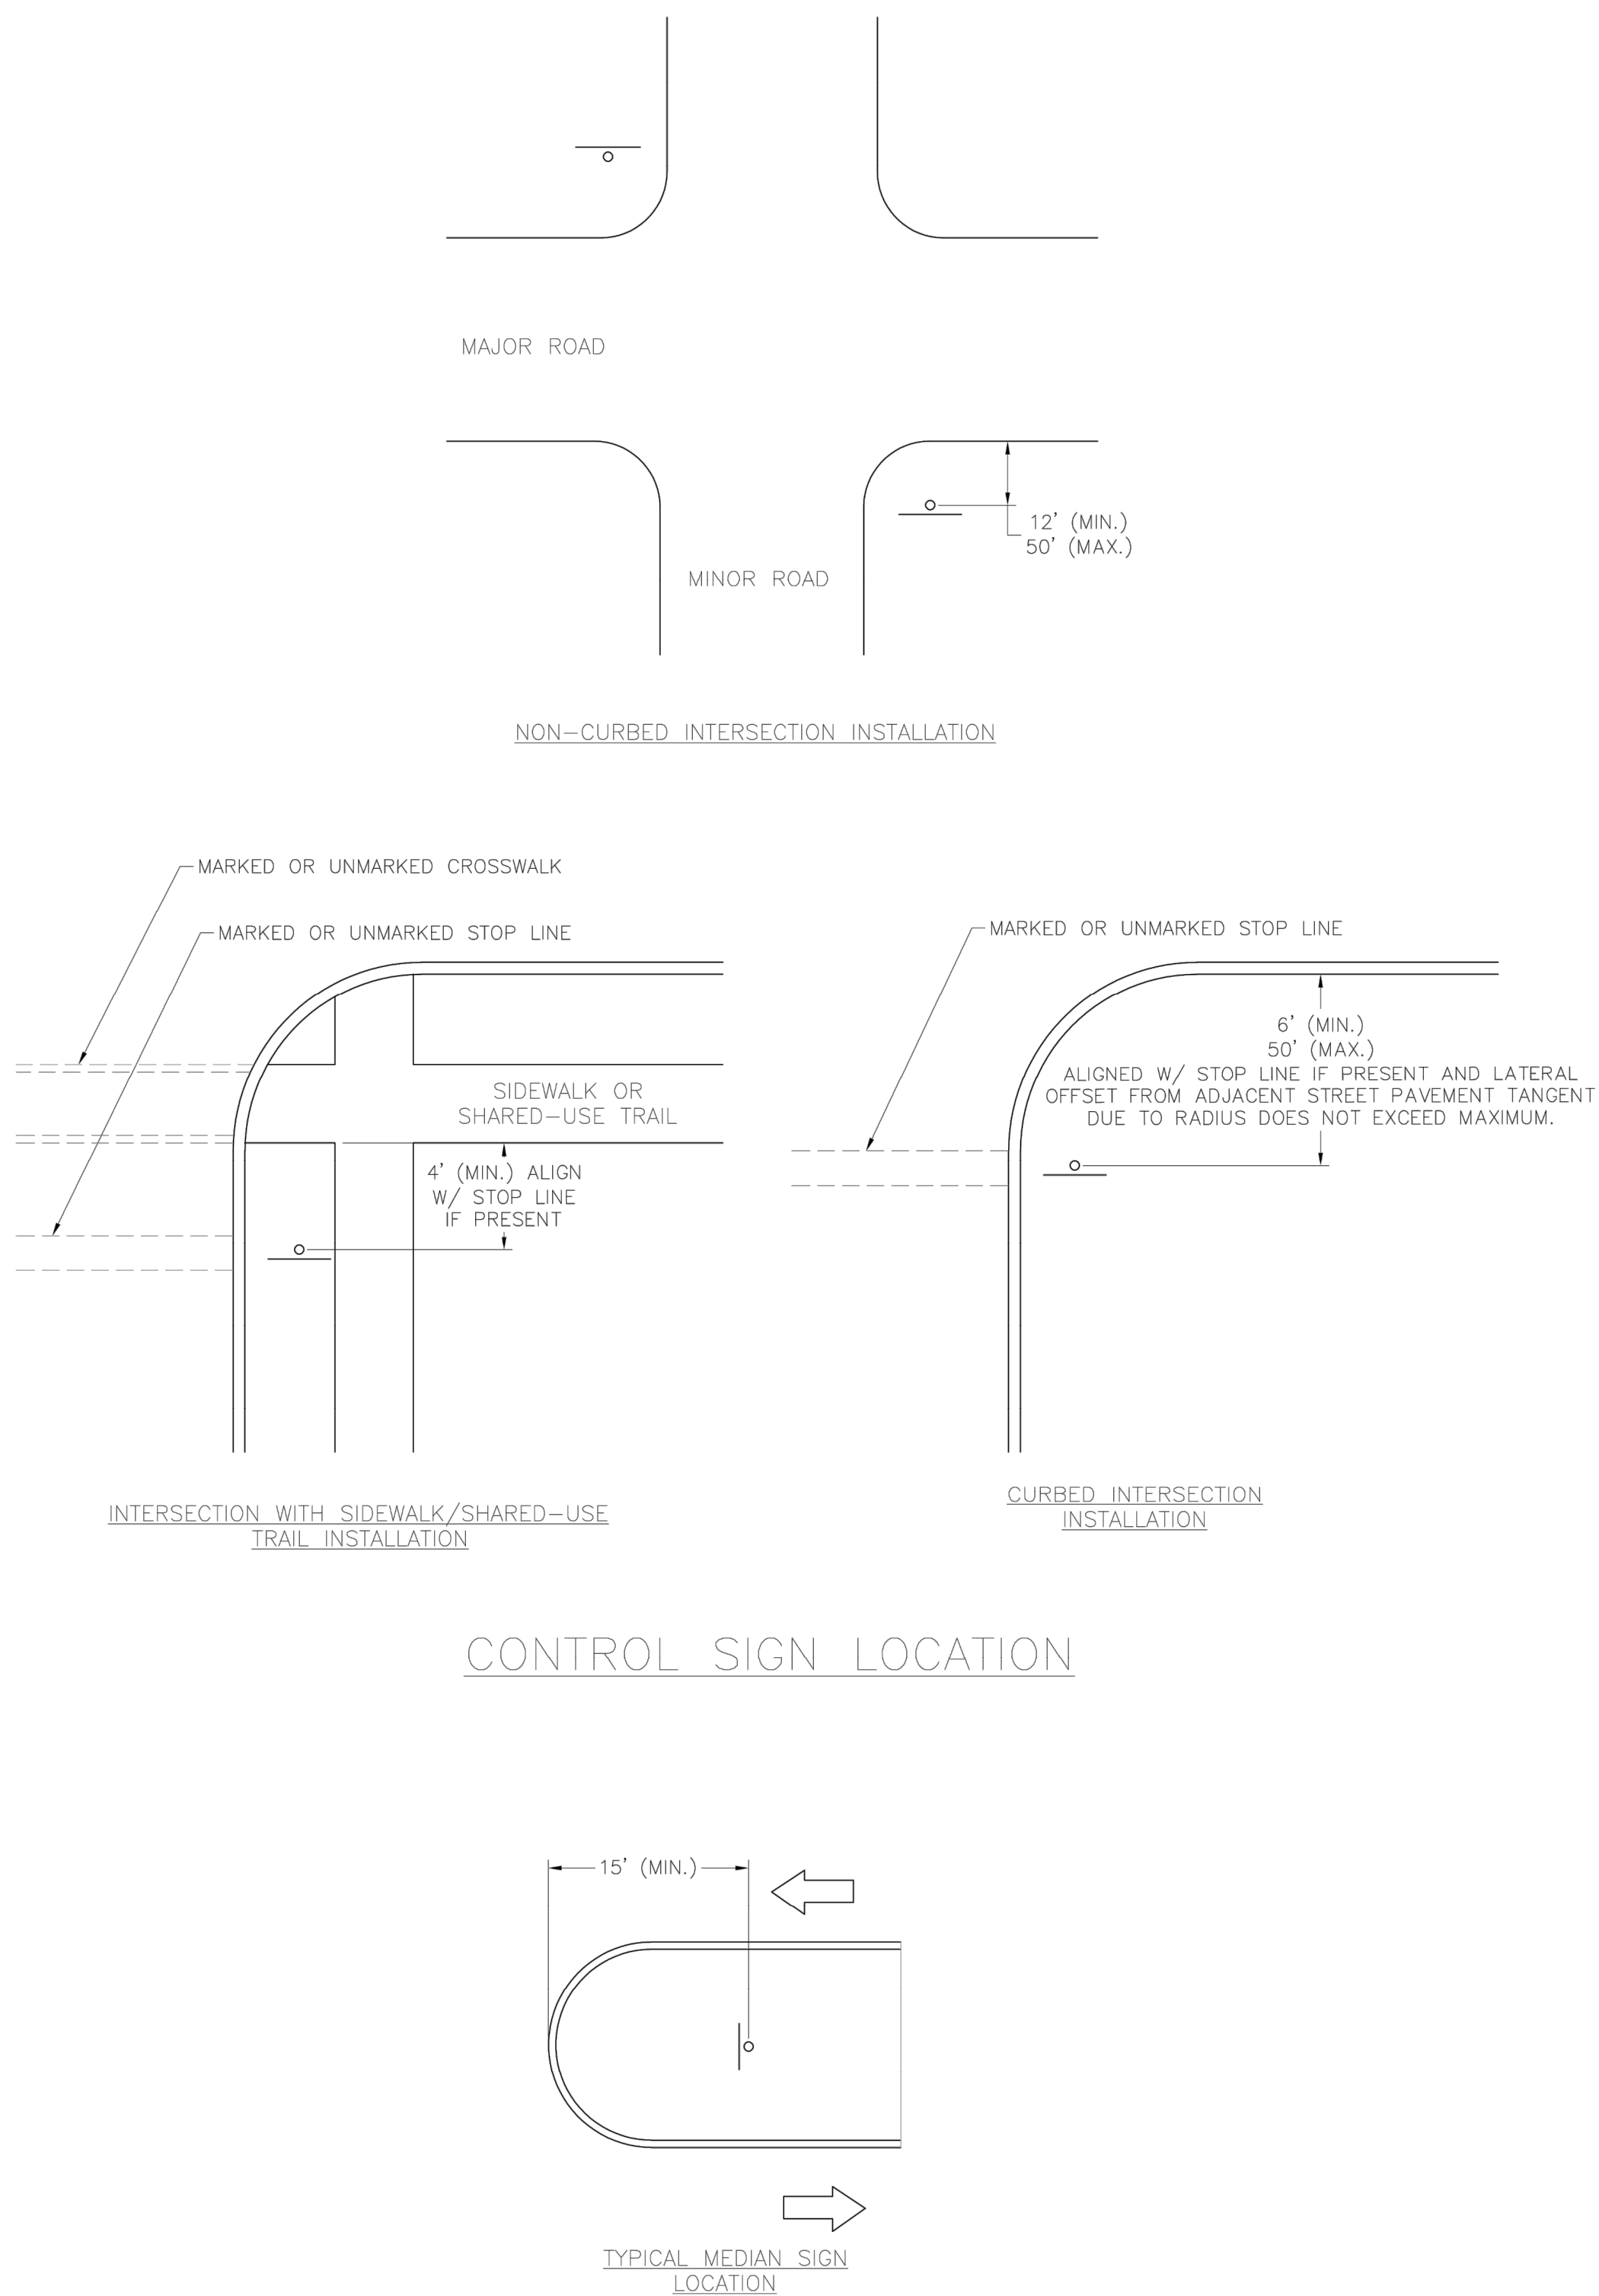 MAJOR ROAD
12' (MIN.)
50' (MAX.)
MINOR ROAD
NON-CURBED INTERSECTION INSTALLATION
MARKED OR UNMARKED CROSSWALK
MARKED OR UNMARKED STOP LINE
SIDEWALK OR
SHARED-USE TRAIL
4' (MIN.) ALIGN
W/ STOP LINE
IF PRESENT
INTERSECTION WITH SIDEWALK/SHARED-USE
TRAIL INSTALLATION
MARKED OR UNMARKED STOP LINE
6' (MIN.)
50' (MAX.)
ALIGNED W/ STOP LINE IF PRESENT AND LATERAL
OFFSET FROM ADJACENT STREET PAVEMENT TANGENT
DUE TO RADIUS DOES NOT EXCEED MAXIMUM.
CURBED INTERSECTION
INSTALLATION
CONTROL SIGN LOCATION
15' (MIN.)
TYPICAL MEDIAN SIGN
LOCATION